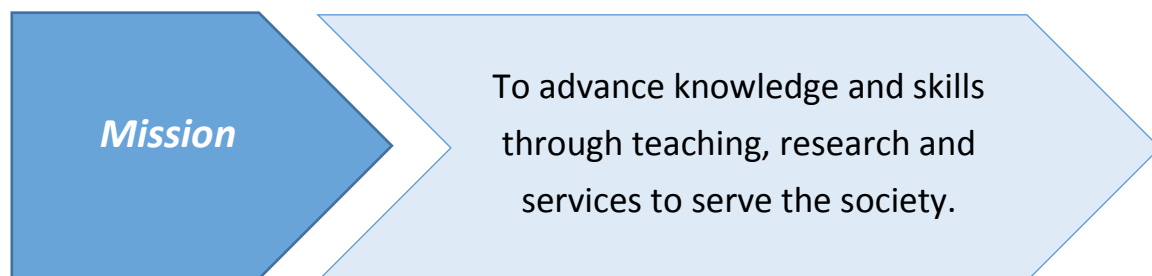 Mission
To advance knowledge and skills
through teaching, research and
services to serve the society.